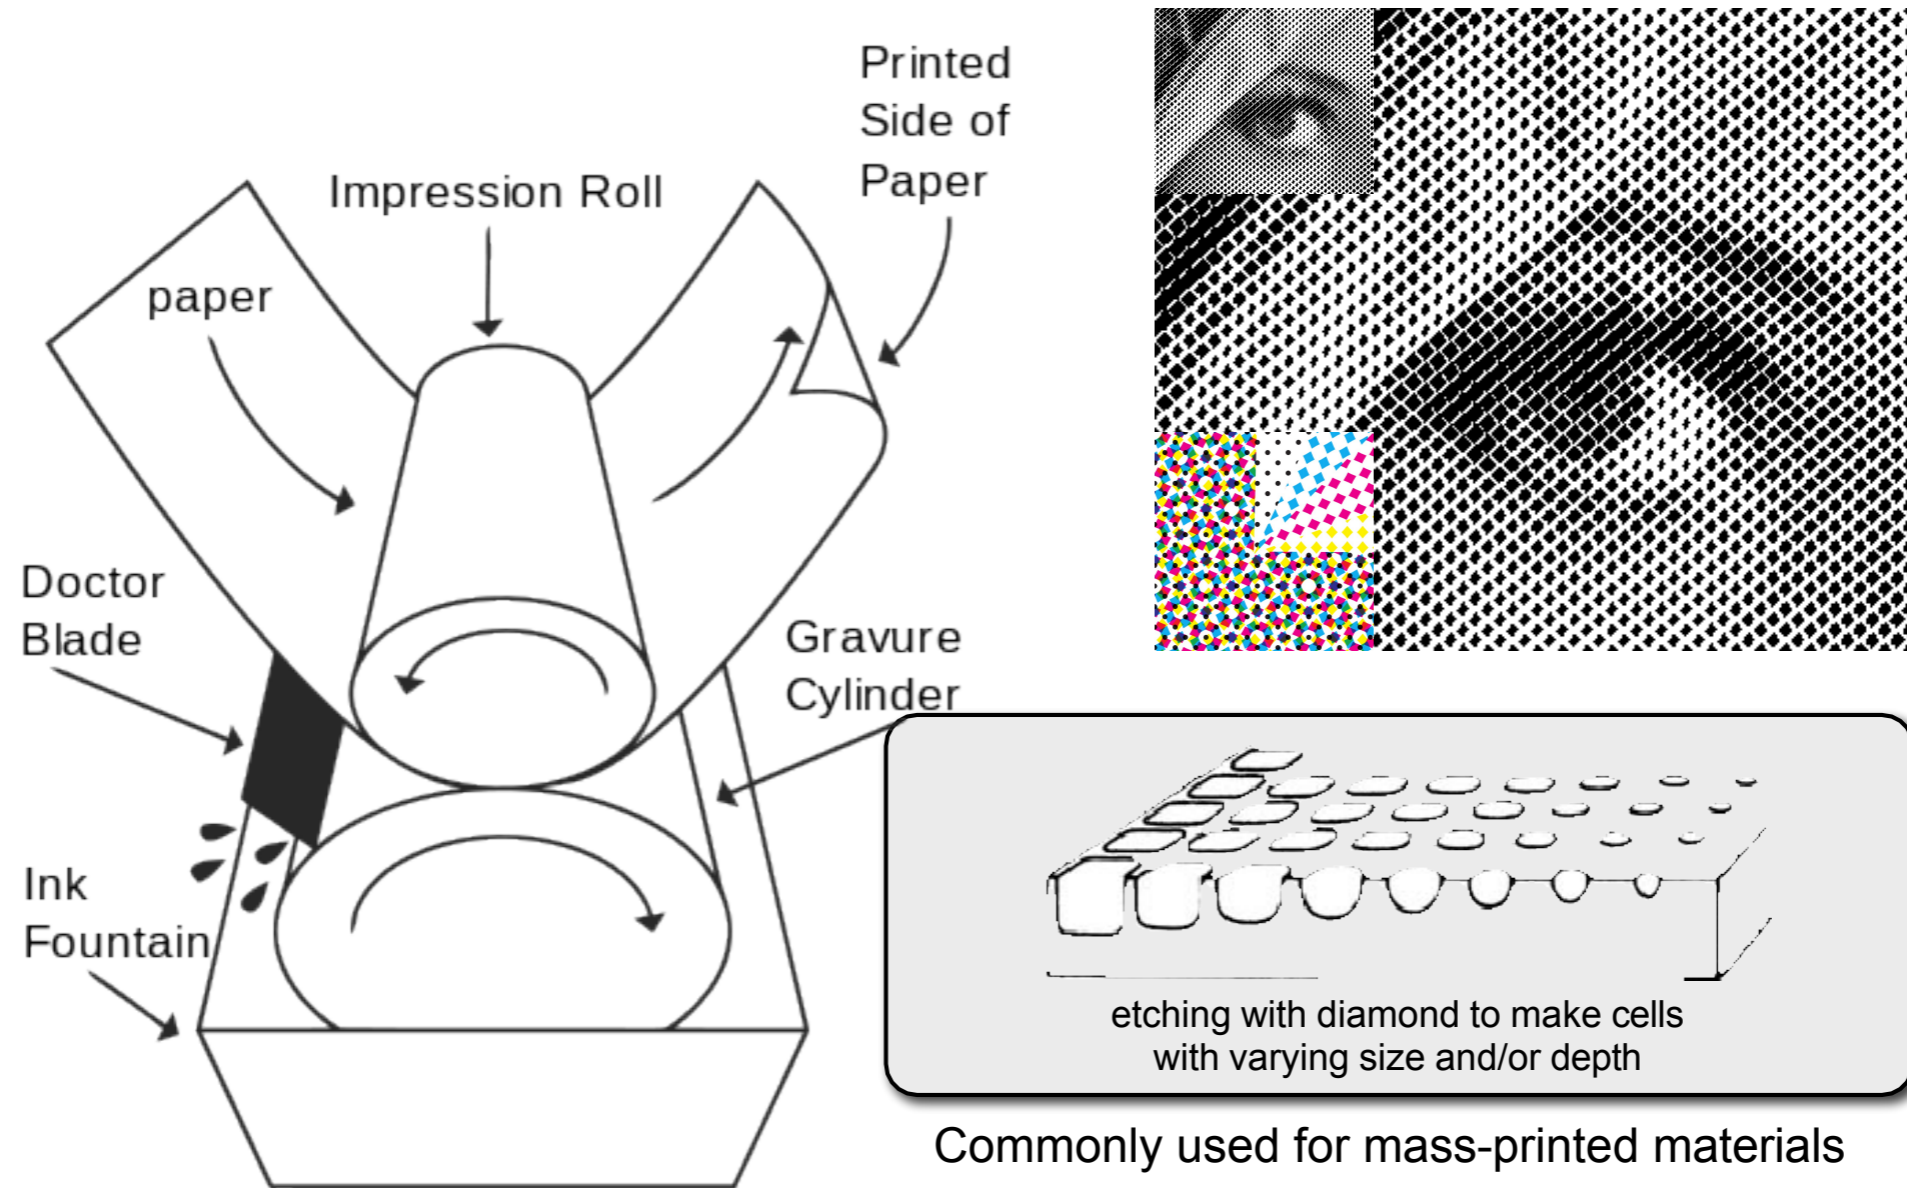 Printed
Side of
Paper
Impression Roll
paper
Doctor
Blade
Gravure
Cylinder
Ink
Fountain
etching with diamond to make cells
with varying size and/or depth
Commonly used for mass-printed materials